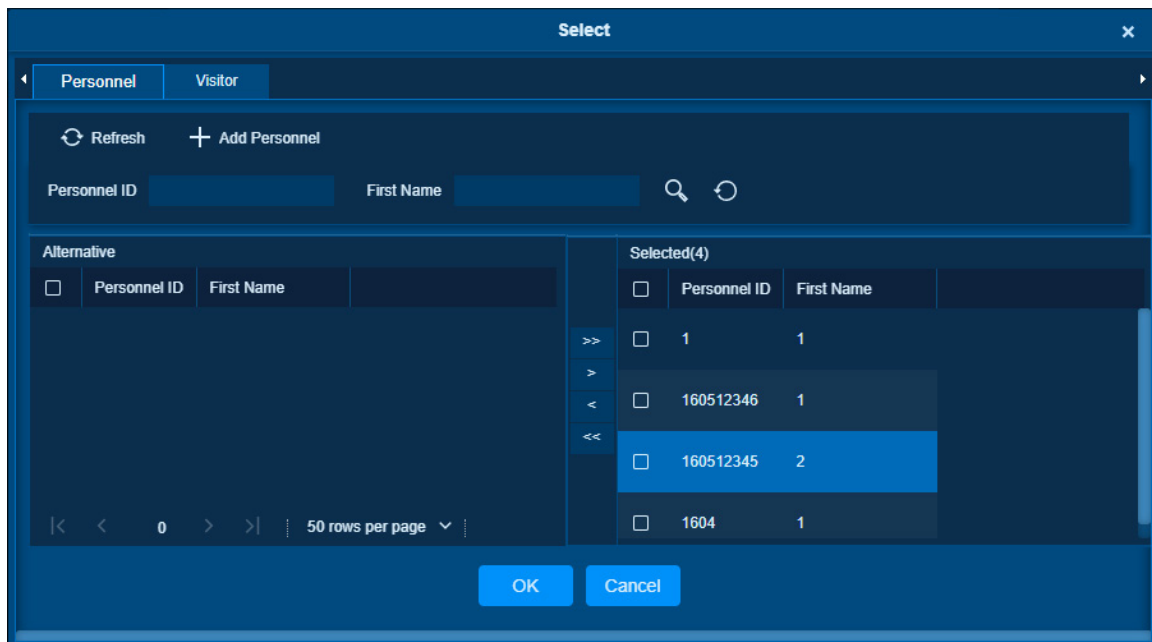 Select
Personnel Visitor
Refresh Add Personnel
Personnel ID First Name
Alternative
Personnel ID First Name
0 50 rows per page
>>
>
<
<<
Selected(4)
Personnel ID First Name
1 1
160512346 1
160512345 2
1604 1
OK Cancel